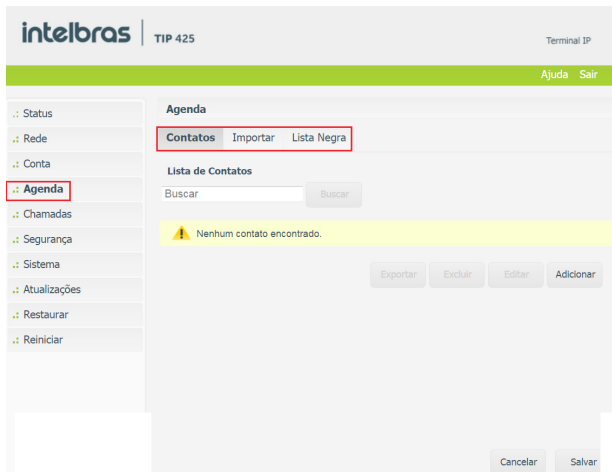 intelbras TIP 425
Terminal IP
Ajuda Sair
.: Status
.: Rede
.: Conta
.: Agenda
.: Chamadas
.: Segurança
.: Sistema
.: Atualizações
.: Restaurar
.: Reiniciar
Agenda
Contatos Importar Lista Negra
Lista de Contatos
Buscar Buscar
Nenhum contato encontrado.
Exportar Excluir Editar Adicionar
Cancelar Salvar